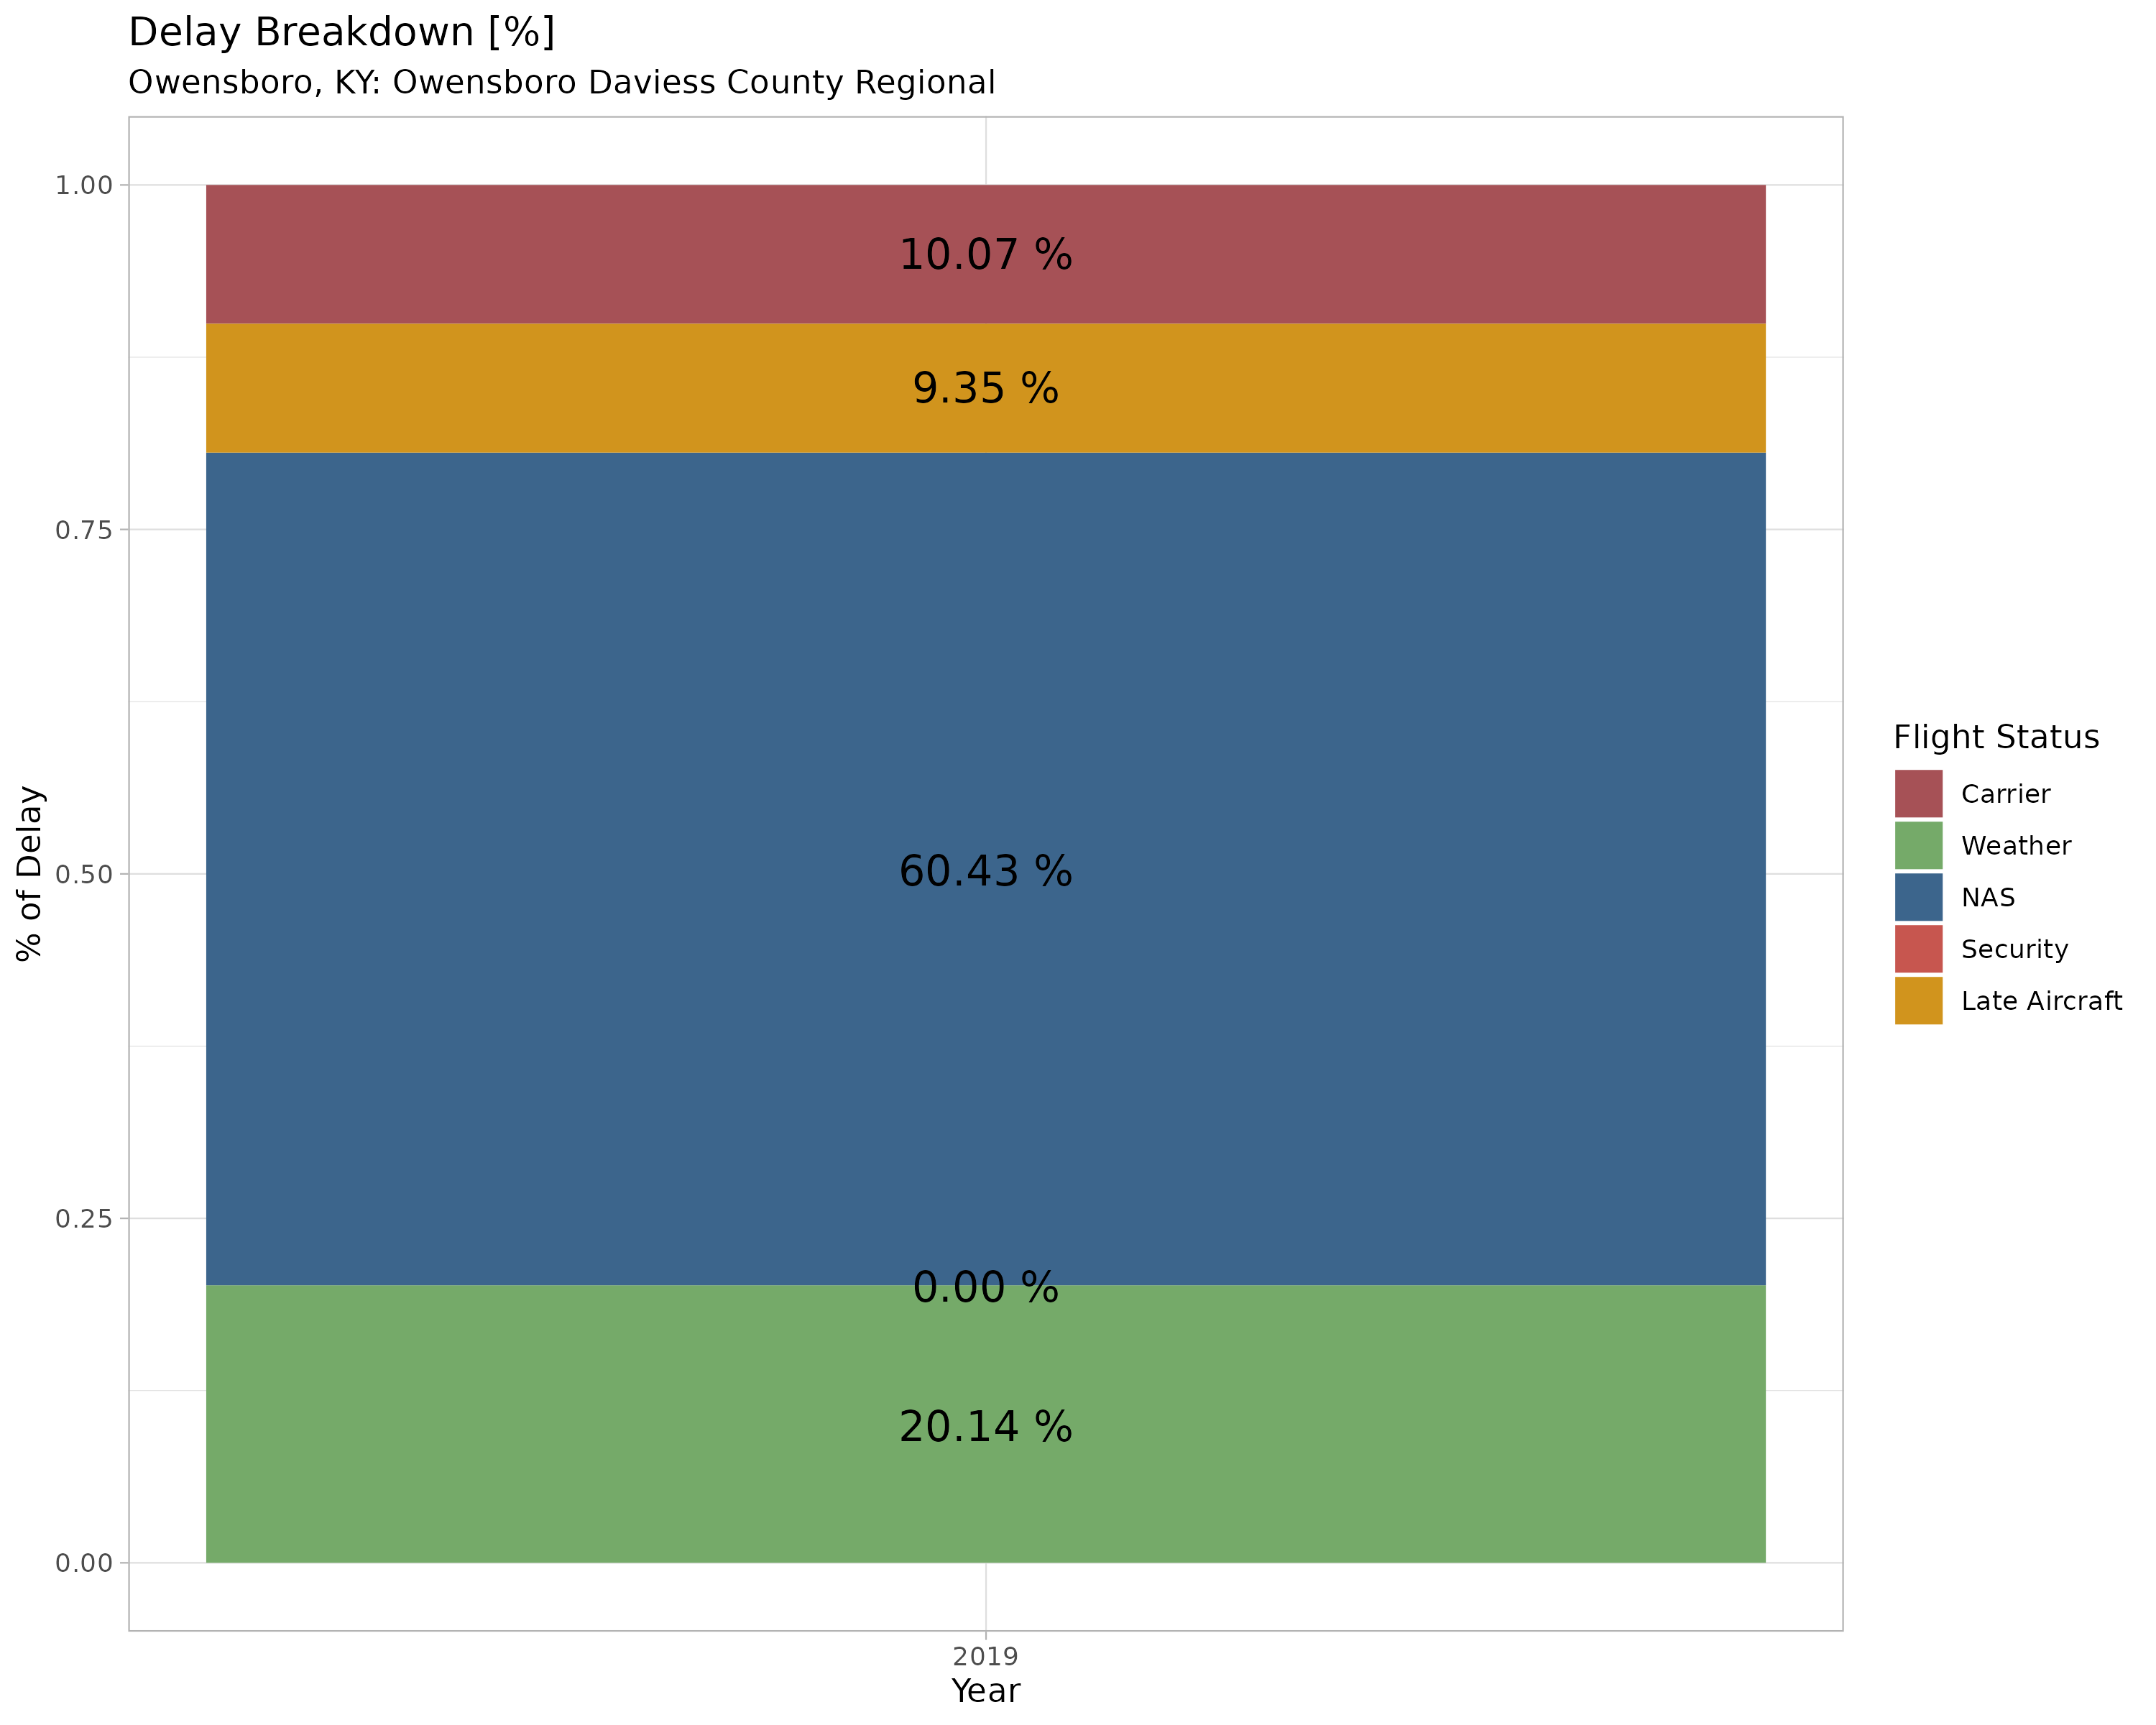 Delay Breakdown [%]
Owensboro, KY: Owensboro Daviess County Regional
% of Delay
1.00
0.75
0.50
0.25
0.00
10.07 %
9.35 %
60.43 %
0.00 %
20.14 %
2019
Year
Flight Status
Carrier
Weather
NAS
Security
Late Aircraft